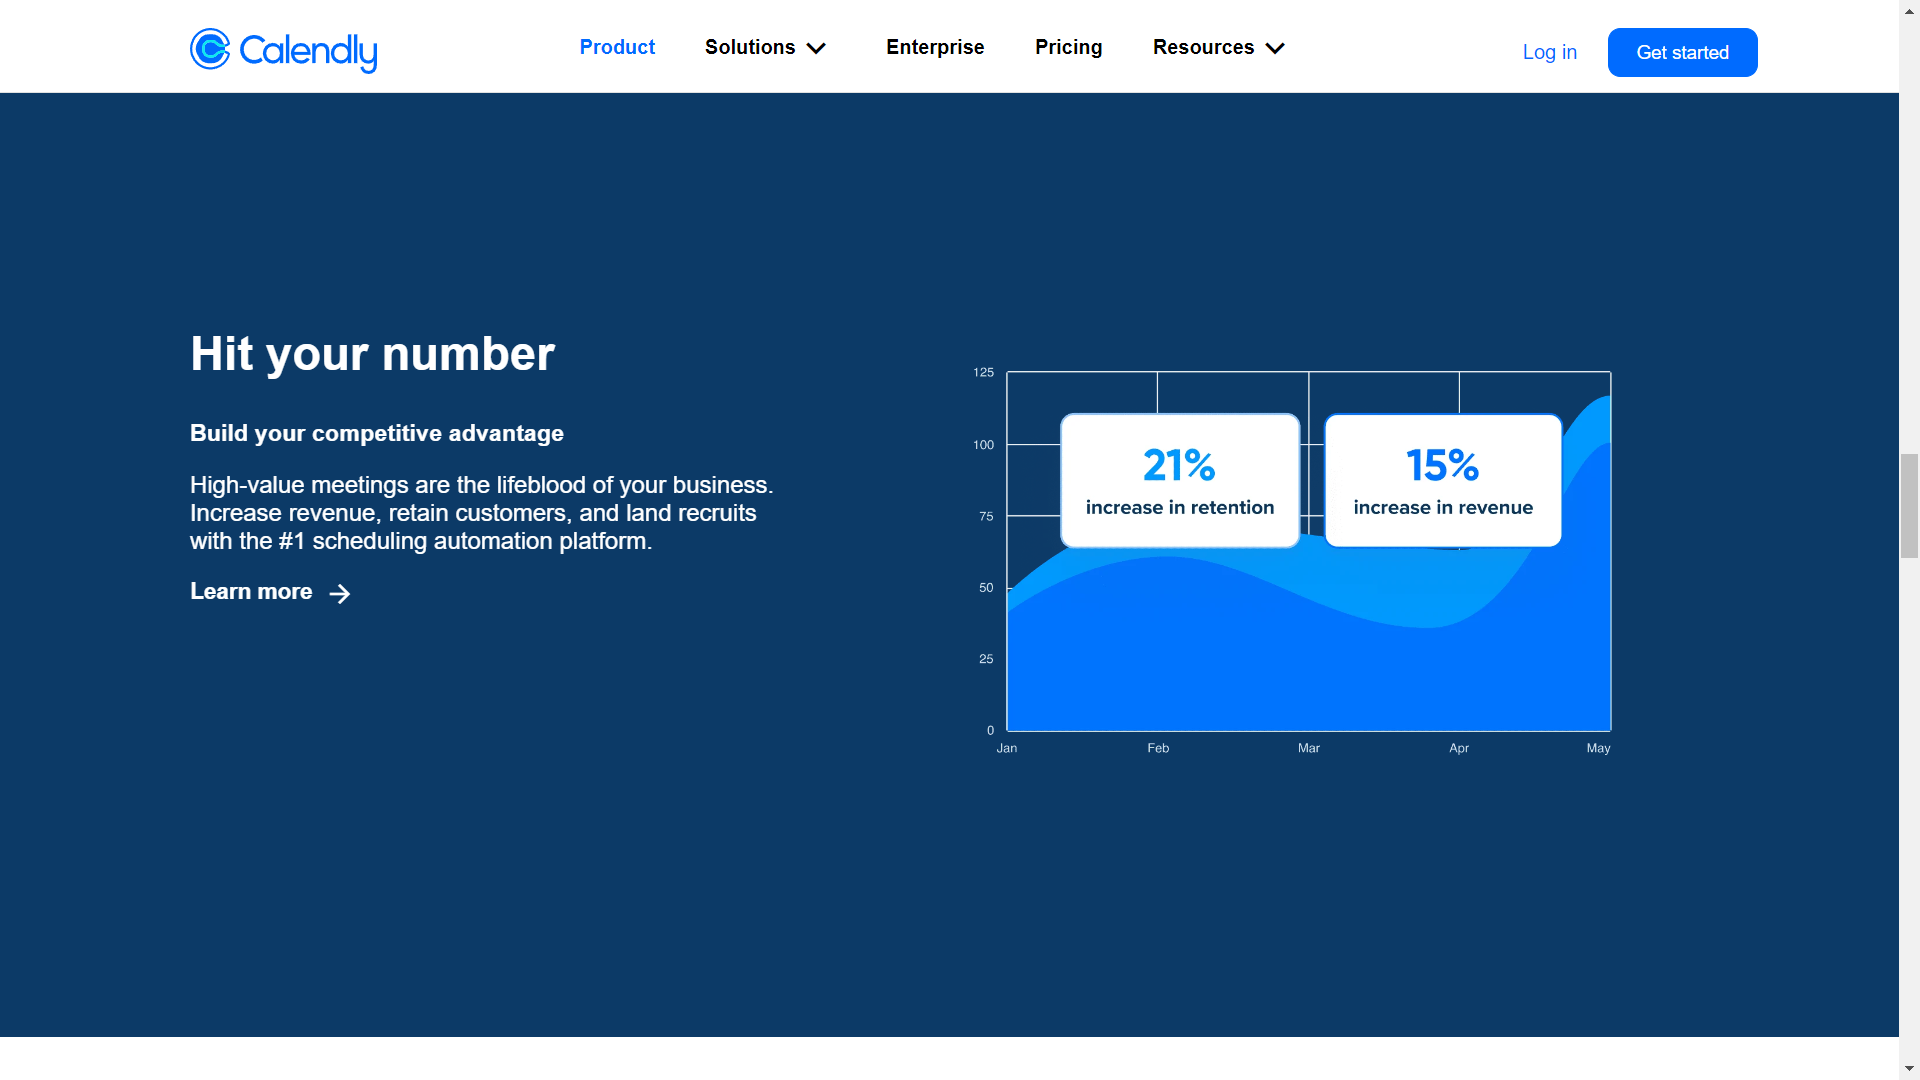 Calendly
Product
Solutions
Enterprise
Pricing
Resources
Log in
Get started
Hit your number
Build your competitive advantage
High-value meetings are the lifeblood of your business.
Increase revenue, retain customers, and land recruits
with the #1 scheduling automation platform.
Learn more
125
100
75
50
25
0
21%
increase in retention
15%
increase in revenue
Jan
Feb
Mar
Apr
May